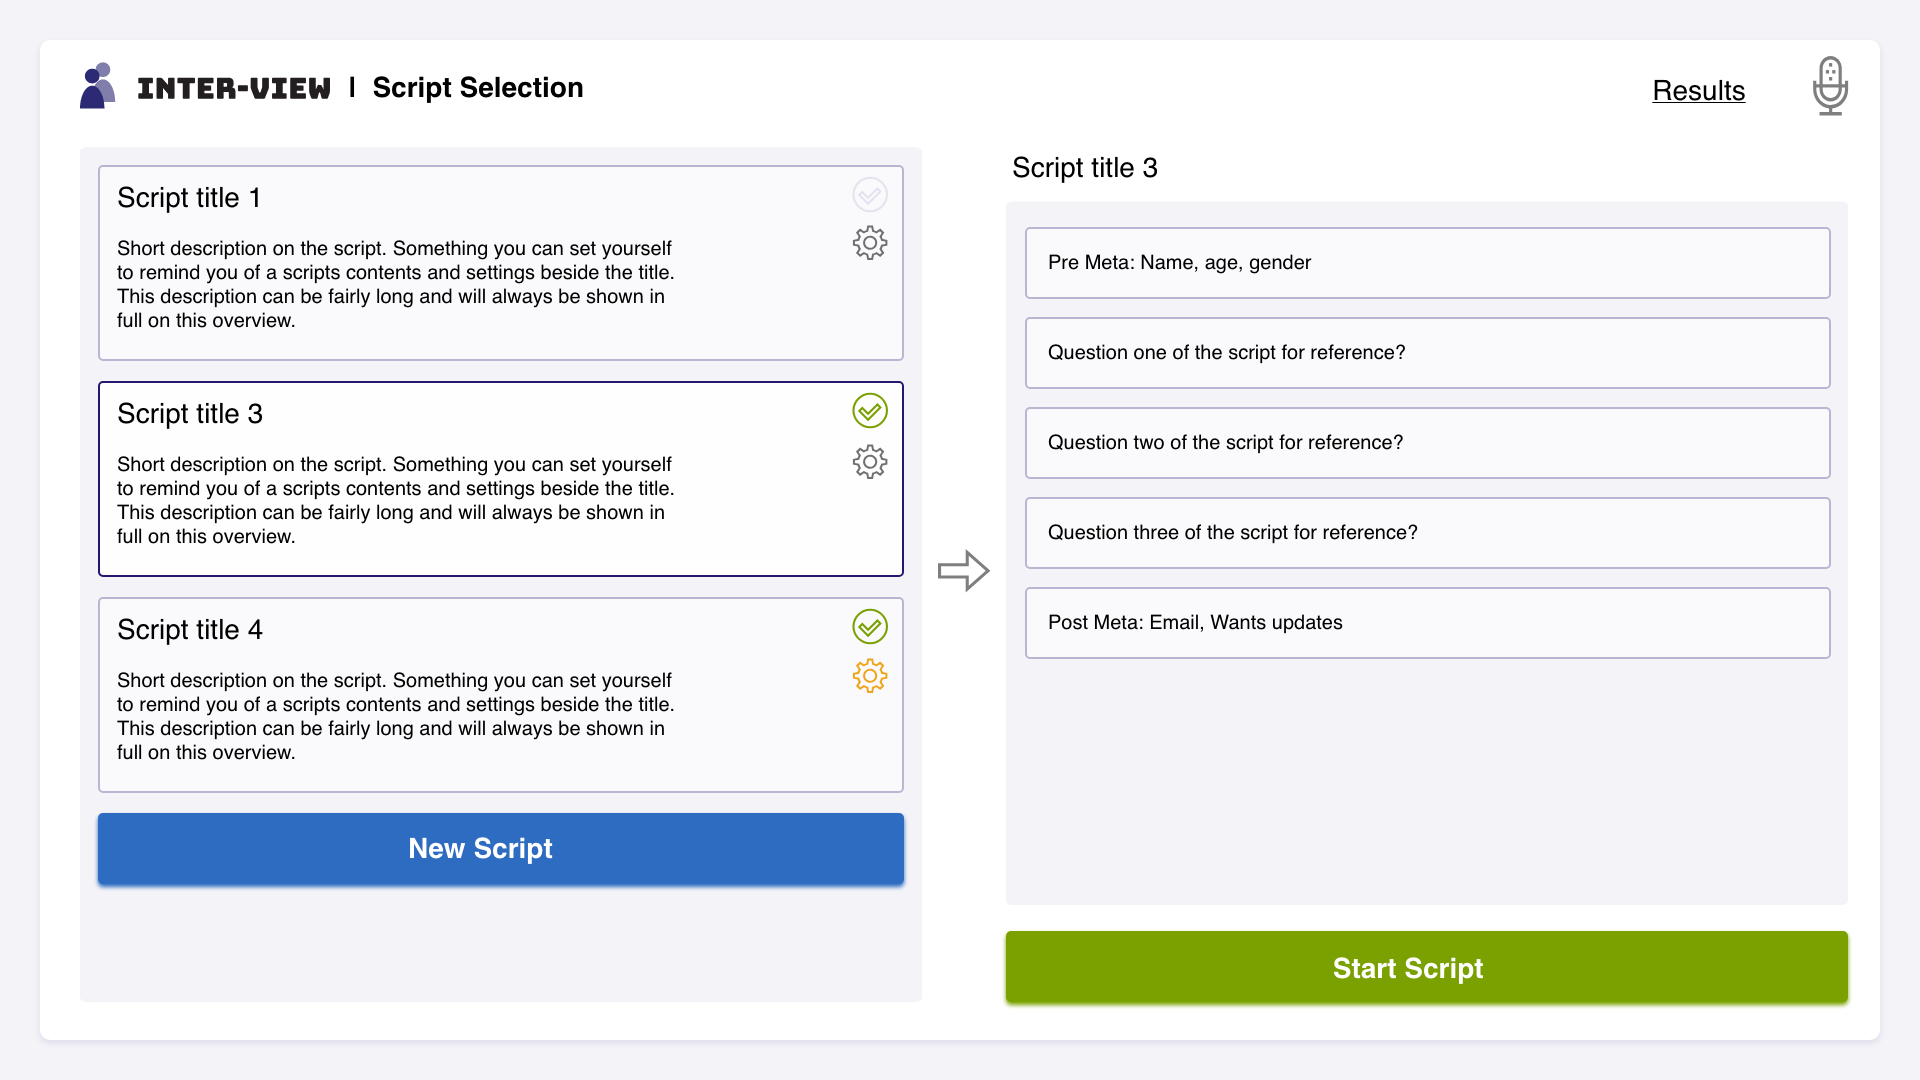 INTER-VIEW | Script Selection
Results
Script title 1
Short description on the script. Something you can set yourself
to remind you of a scripts contents and settings beside the title.
This description can be fairly long and will always be shown in
full on this overview.
Script title 3
Short description on the script. Something you can set yourself
to remind you of a scripts contents and settings beside the title.
This description can be fairly long and will always be shown in
full on this overview.
Script title 4
Short description on the script. Something you can set yourself
to remind you of a scripts contents and settings beside the title.
This description can be fairly long and will always be shown in
full on this overview.
New Script
Script title 3
Pre Meta: Name, age, gender
Question one of the script for reference?
Question two of the script for reference?
Question three of the script for reference?
Post Meta: Email, Wants updates
Start Script